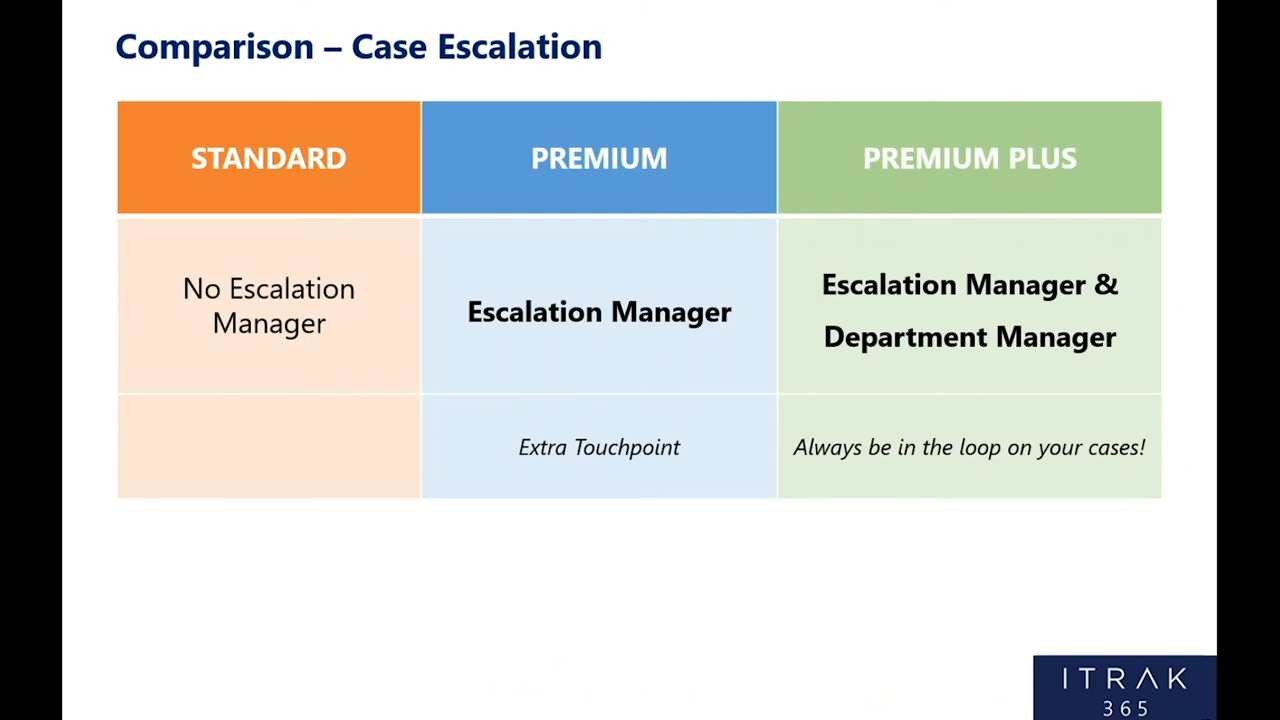 Comparison – Case Escalation
STANDARD
PREMIUM
PREMIUM PLUS
No Escalation
Manager
Escalation Manager
Escalation Manager &
Department Manager
Extra Touchpoint
Always be in the loop on your cases!
ITRAK
365